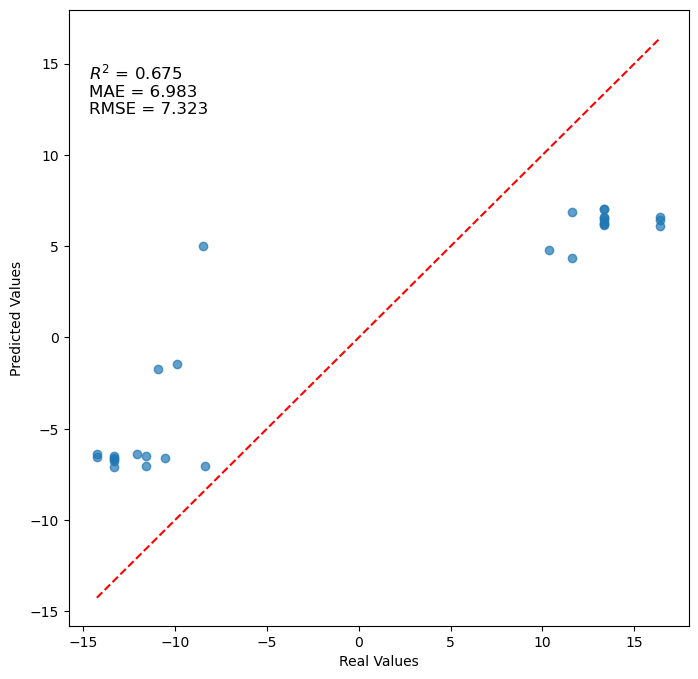 R² = 0.675
MAE = 6.983
RMSE = 7.323
15
10
5
0
−5
−10
−15
Predicted Values
−15 −10 −5 0 5 10 15
Real Values